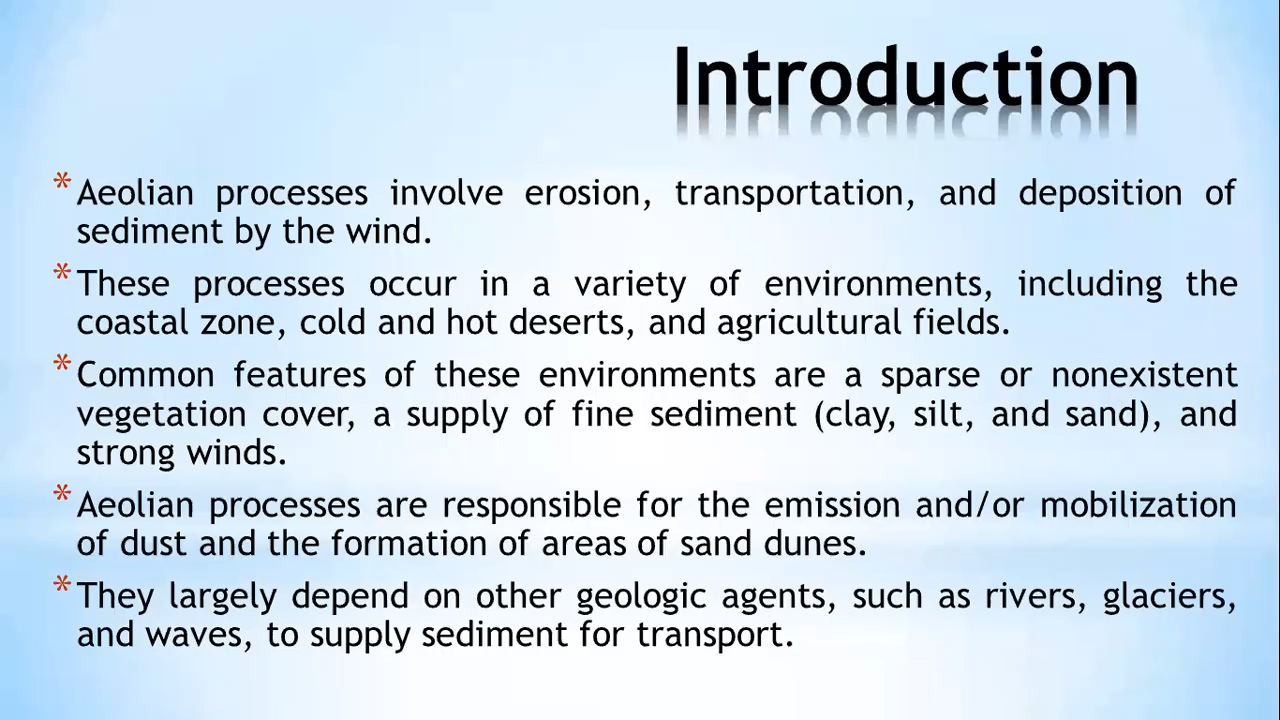 Introduction
* Aeolian processes involve erosion, transportation, and deposition of
sediment by the wind.
* These processes occur in a variety of environments, including the
coastal zone, cold and hot deserts, and agricultural fields.
* Common features of these environments are a sparse or nonexistent
vegetation cover, a supply of fine sediment (clay, silt, and sand), and
strong winds.
* Aeolian processes are responsible for the emission and/or mobilization
of dust and the formation of areas of sand dunes.
* They largely depend on other geologic agents, such as rivers, glaciers,
and waves, to supply sediment for transport.